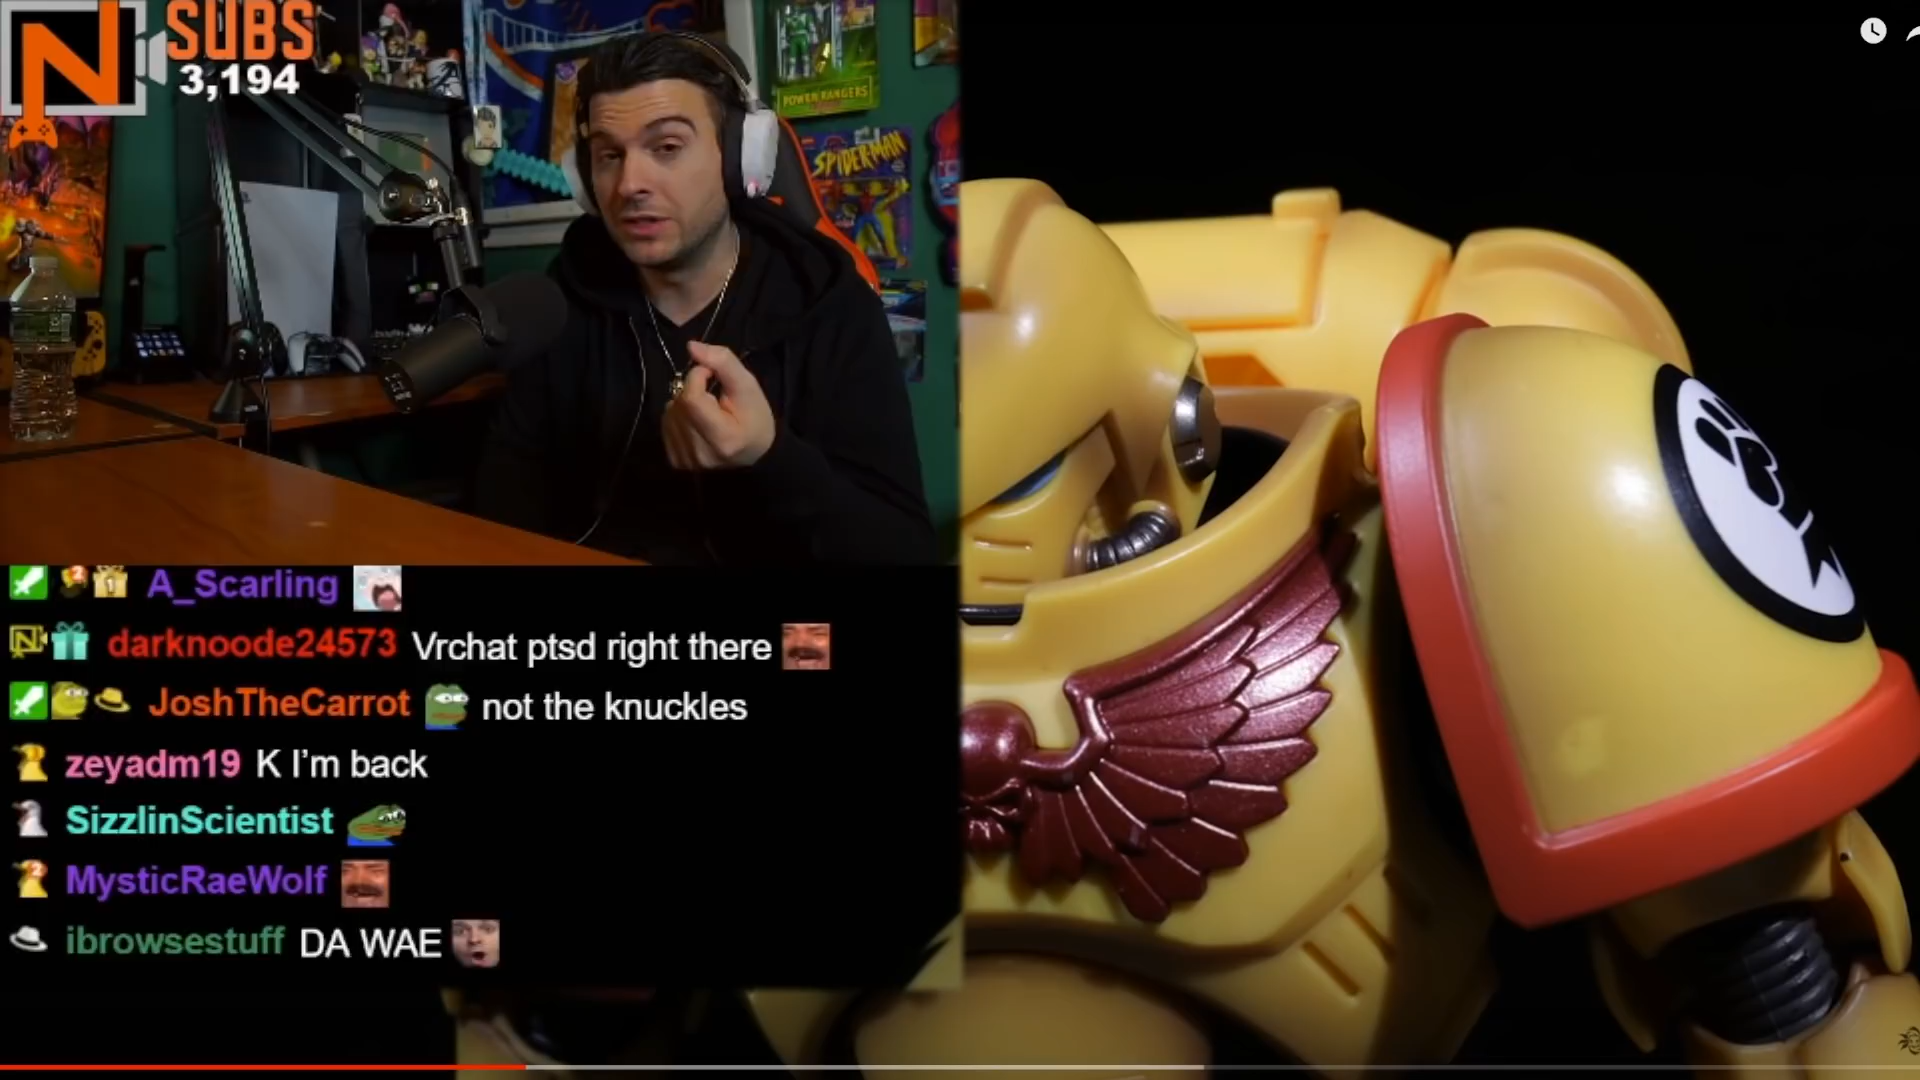 N SUBS
3,194
POWER RANGERS
SPIDER-MAN
A_Scarling
darknoode24573 Vrchat ptsd right there
JoshTheCarrot not the knuckles
zeyadm19 K I'm back
SizzlinScientist
MysticRaeWolf
ibrowsestuff DA WAE